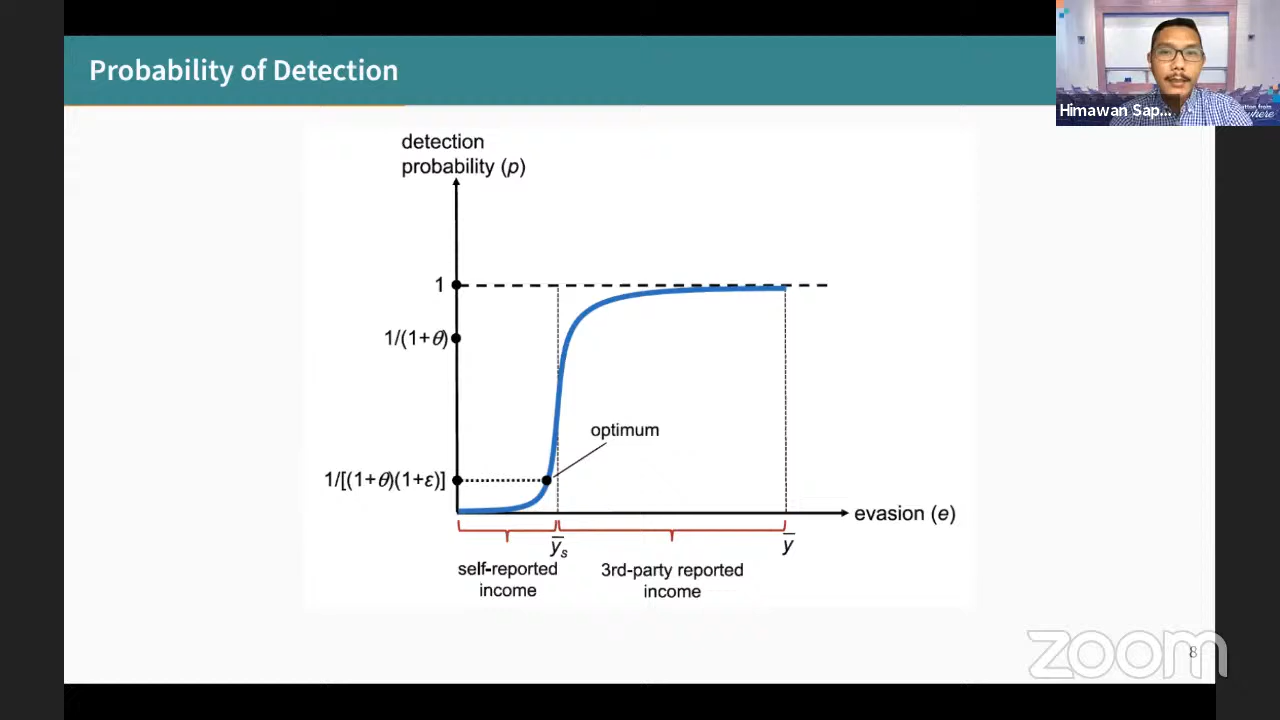 Probability of Detection
Himawan Sap...
detection
probability (p)
1
1/(1+θ)
optimum
1/[(1+θ)(1+ε)]
evasion (e)
y̅s
y̅
self-reported
income
3rd-party reported
income
zoom
8